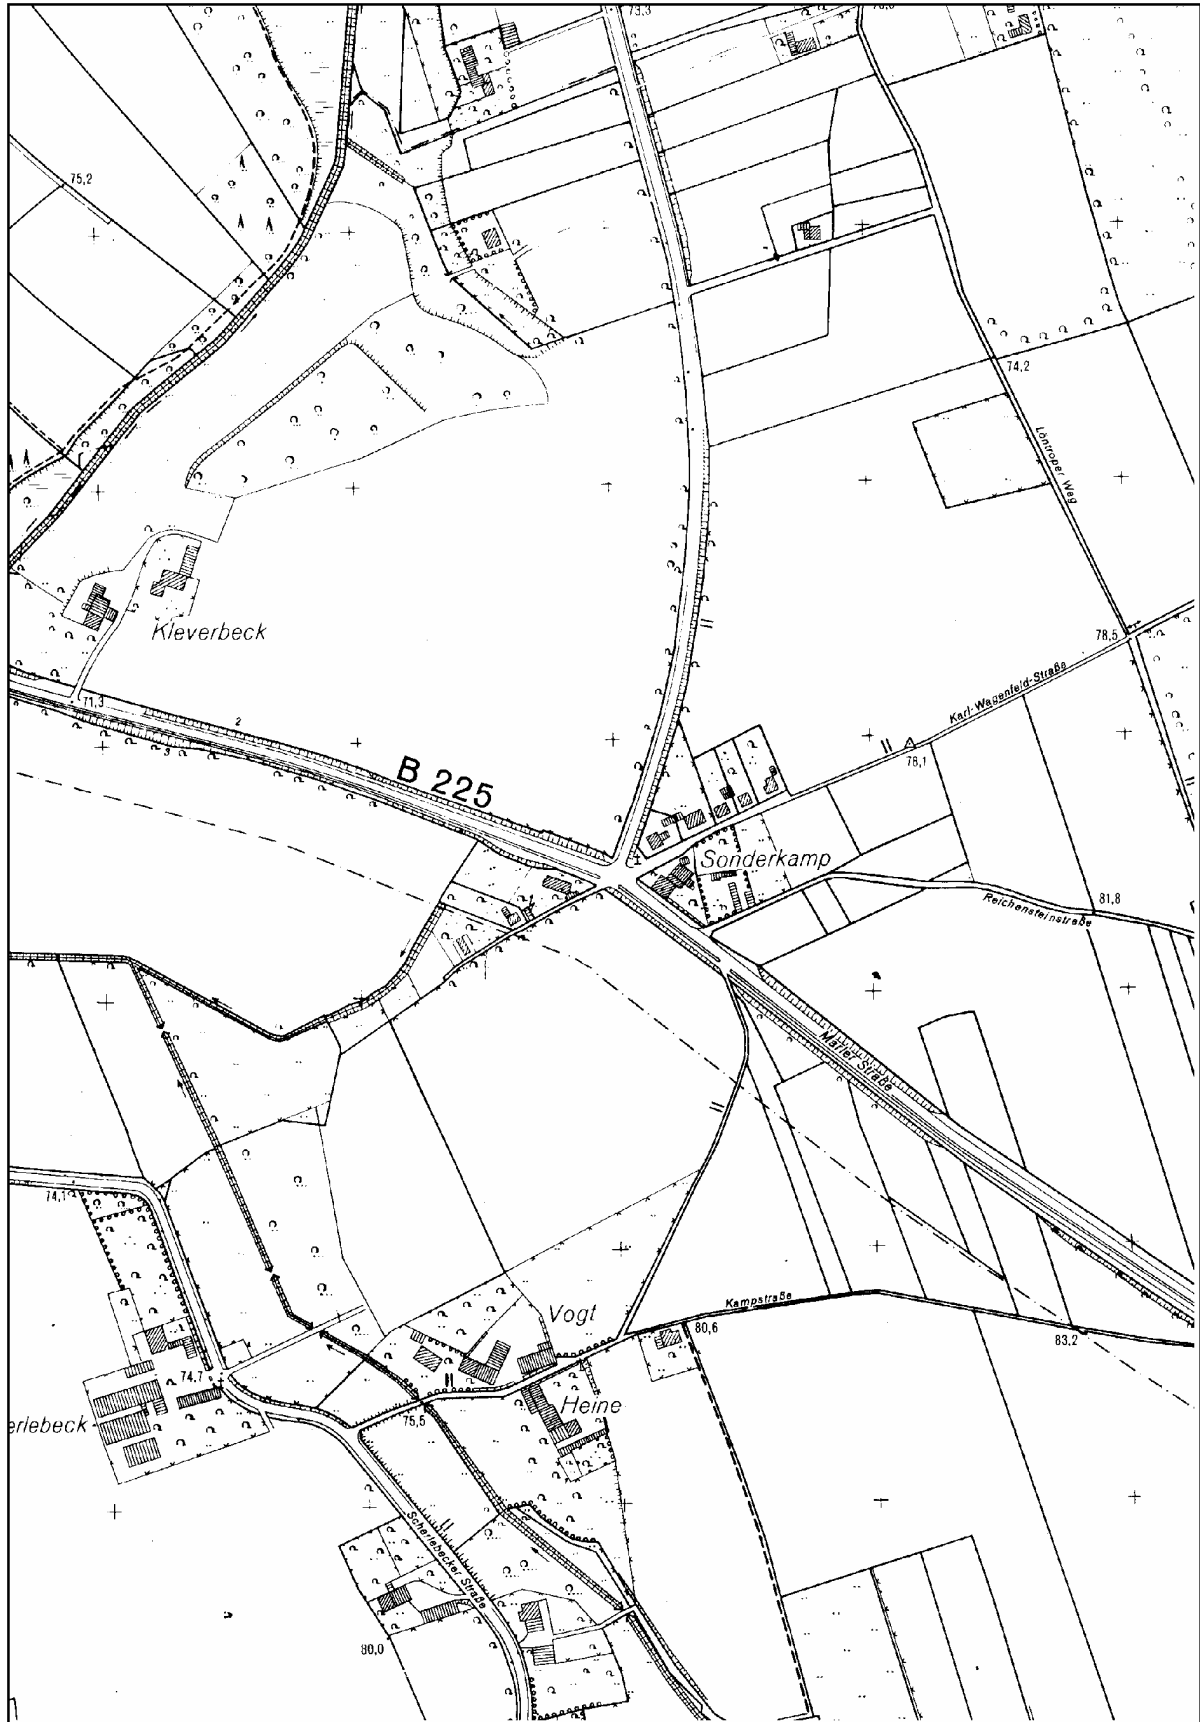 73,3
75,2
74,2
Löntroper Weg
Kleverbeck
78,5
Karl-Wagenfeld-Straße
71,3
2
3
78,1
B 225
Sonderkamp
81,8
Reichensteinstraße
Marler Straße
74,1
Kampstraße
Vogt
80,6
83,2
74,7
Heine
75,5
erlebeck
Scherlebecker Straße
80,0